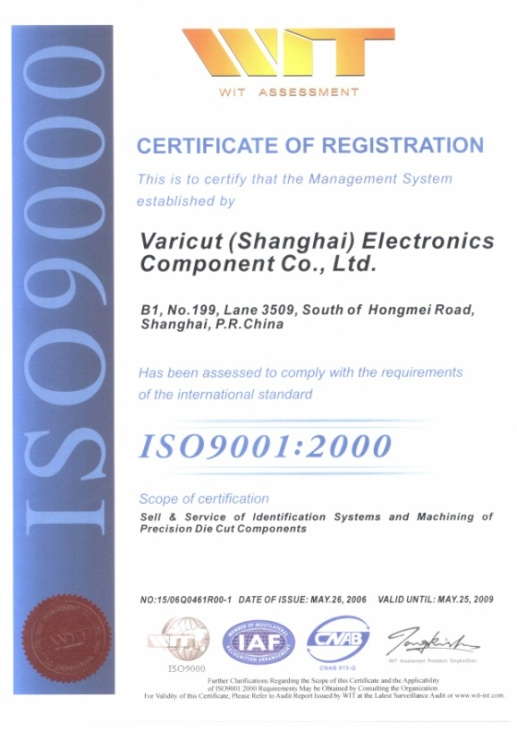 ISO9000
WIT
WIT ASSESSMENT
CERTIFICATE OF REGISTRATION
This is to certify that the Management System
established by
Varicut (Shanghai) Electronics
Component Co., Ltd.
B1, No.199, Lane 3509, South of Hongmei Road,
Shanghai, P.R.China
Has been assessed to comply with the requirements
of the international standard
ISO9001:2000
Scope of certification
Sell & Service of Identification Systems and Machining of
Precision Die Cut Components
NO:15/06Q0461R00-1 DATE OF ISSUE: MAY.26, 2006 VALID UNTIL: MAY.25, 2009
WIT
WIT
ISO9000
MEMBER OF MULTILATERAL
IAF
RECOGNITION ARRANGEMENT
CNAB
CNAB 015-Q
WIT Assessment President,
Further Clarifications Regarding the Scope of this Certificate and the Applicability
of ISO9001:2000 Requirements May be Obtained by Consulting the Organization.
For Validity of this Certificate, Please Refer to Audit Report Issued by WIT at the Latest Surveillance Audit or www.wit-int.com